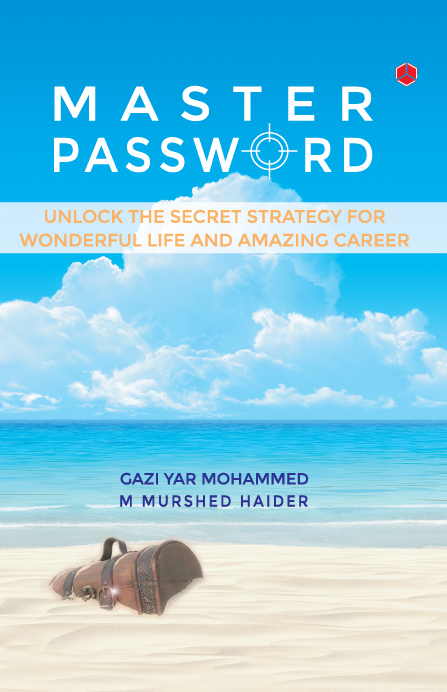 MASTER
PASSWORD
UNLOCK THE SECRET STRATEGY FOR
WONDERFUL LIFE AND AMAZING CAREER
GAZI YAR MOHAMMED
M MURSHED HAIDER